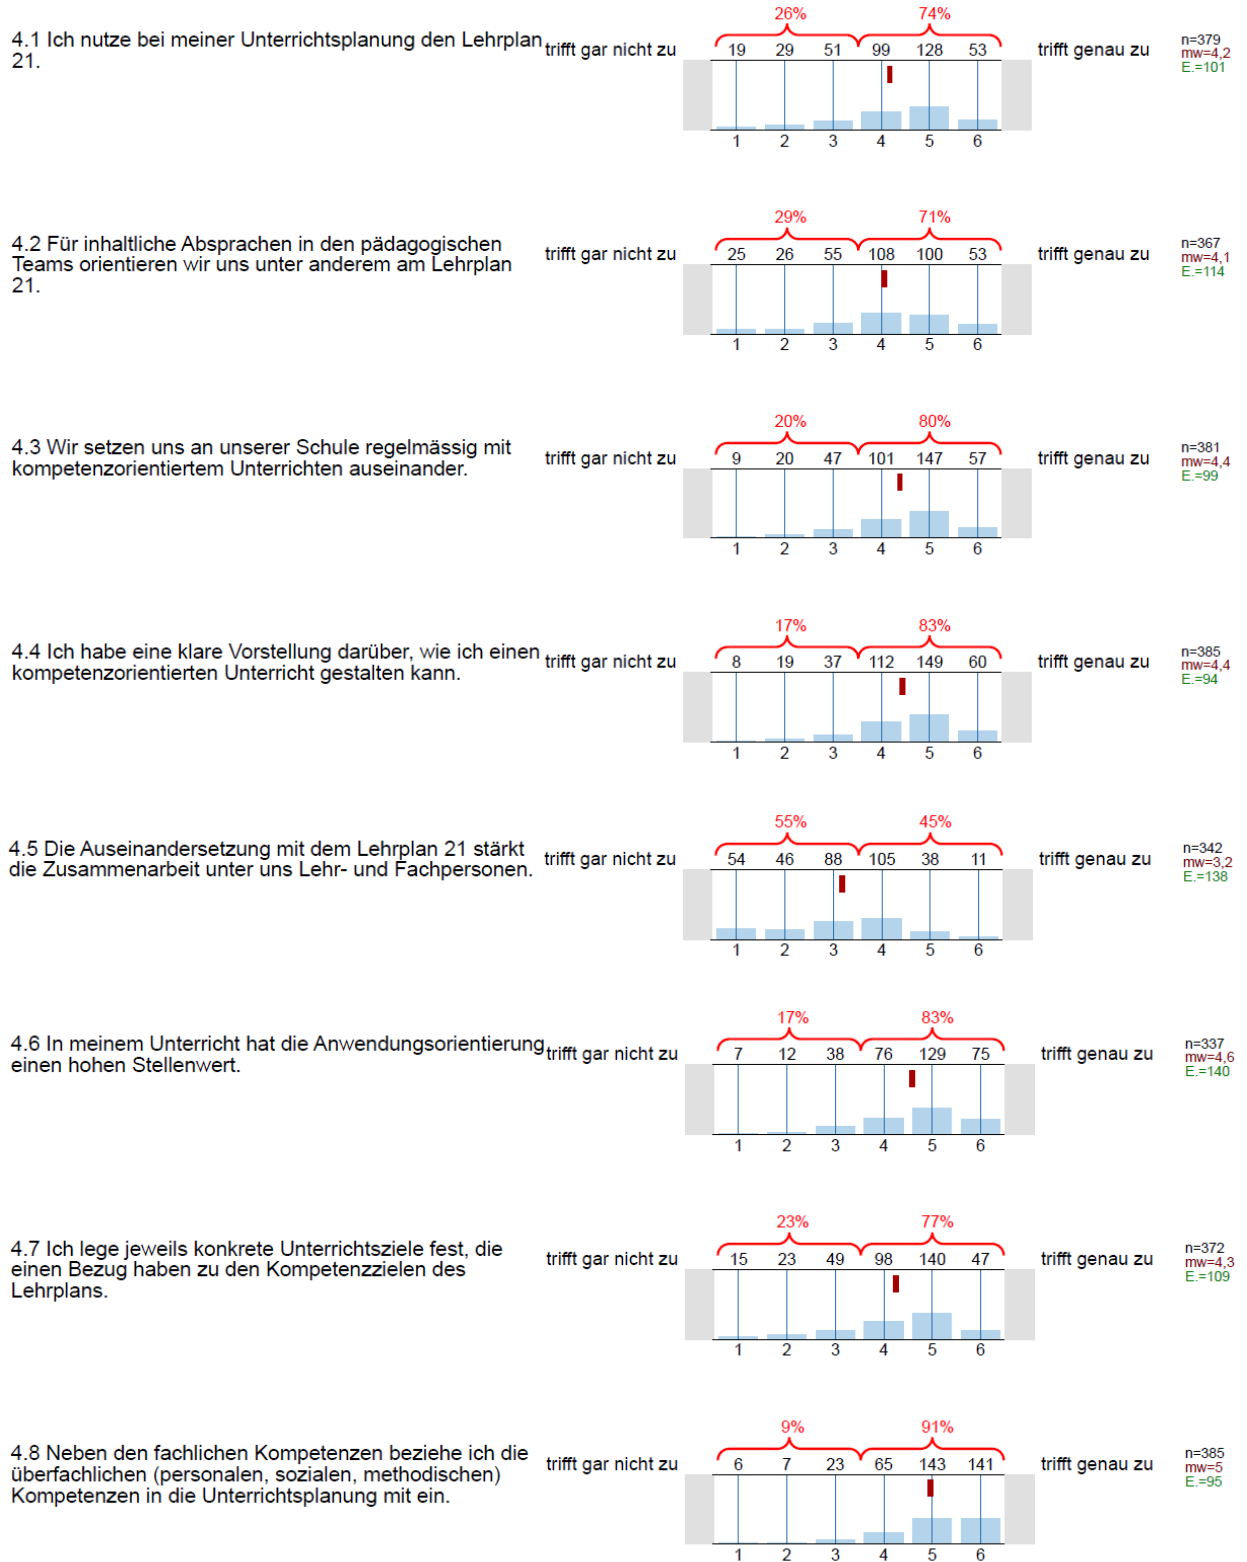 26% 74%
4.1 Ich nutze bei meiner Unterrichtsplanung den Lehrplan
21.
trifft gar nicht zu 19 29 51 99 128 53 trifft genau zu
n=379
mw=4,2
E.=101
1 2 3 4 5 6
29% 71%
4.2 Für inhaltliche Absprachen in den pädagogischen
Teams orientieren wir uns unter anderem am Lehrplan
21.
trifft gar nicht zu 25 26 55 108 100 53 trifft genau zu
n=367
mw=4,1
E.=114
1 2 3 4 5 6
20% 80%
4.3 Wir setzen uns an unserer Schule regelmässig mit
kompetenzorientiertem Unterrichten auseinander.
trifft gar nicht zu 9 20 47 101 147 57 trifft genau zu
n=381
mw=4,4
E.=99
1 2 3 4 5 6
17% 83%
4.4 Ich habe eine klare Vorstellung darüber, wie ich einen
kompetenzorientierten Unterricht gestalten kann.
trifft gar nicht zu 8 19 37 112 149 60 trifft genau zu
n=385
mw=4,4
E.=94
1 2 3 4 5 6
55% 45%
4.5 Die Auseinandersetzung mit dem Lehrplan 21 stärkt
die Zusammenarbeit unter uns Lehr- und Fachpersonen.
trifft gar nicht zu 54 46 88 105 38 11 trifft genau zu
n=342
mw=3,2
E.=138
1 2 3 4 5 6
17% 83%
4.6 In meinem Unterricht hat die Anwendungsorientierung
einen hohen Stellenwert.
trifft gar nicht zu 7 12 38 76 129 75 trifft genau zu
n=337
mw=4,6
E.=140
1 2 3 4 5 6
23% 77%
4.7 Ich lege jeweils konkrete Unterrichtsziele fest, die
einen Bezug haben zu den Kompetenzzielen des
Lehrplans.
trifft gar nicht zu 15 23 49 98 140 47 trifft genau zu
n=372
mw=4,3
E.=109
1 2 3 4 5 6
9% 91%
4.8 Neben den fachlichen Kompetenzen beziehe ich die
überfachlichen (personalen, sozialen, methodischen)
Kompetenzen in die Unterrichtsplanung mit ein.
trifft gar nicht zu 6 7 23 65 143 141 trifft genau zu
n=385
mw=5
E.=95
1 2 3 4 5 6